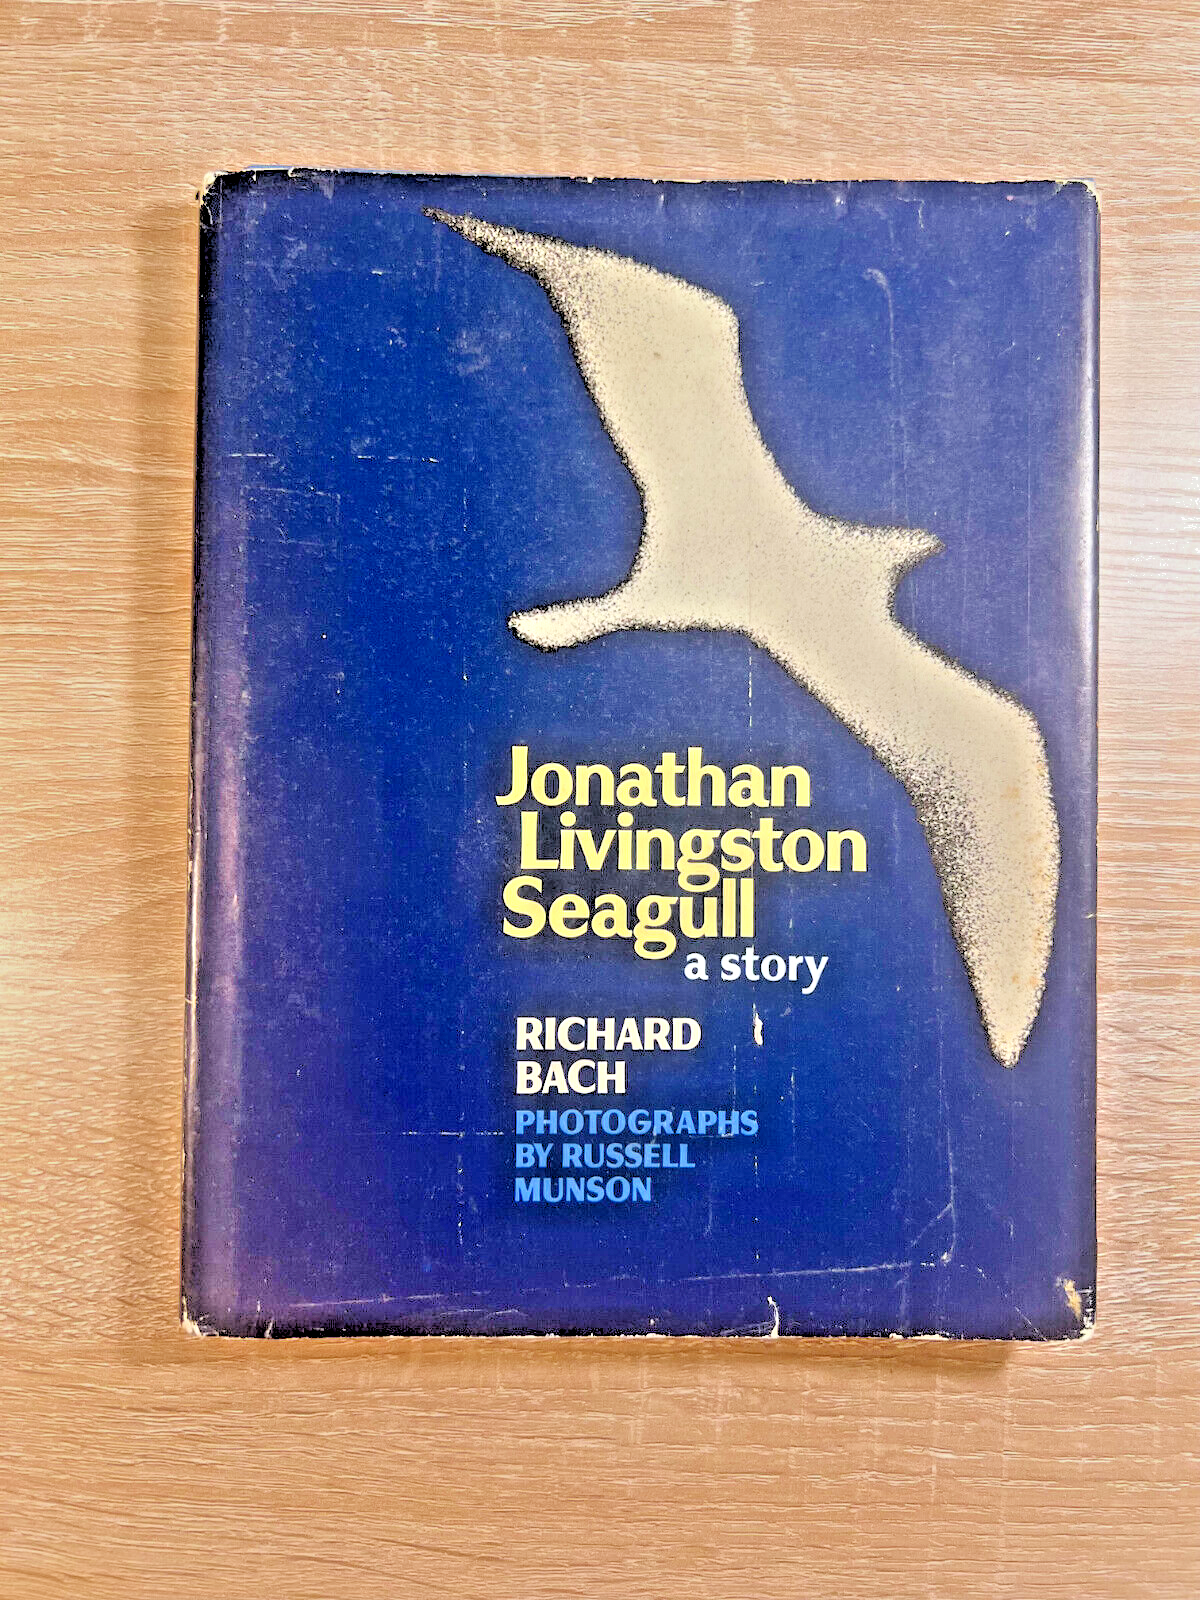 Jonathan
Livingston
Seagull
a story
RICHARD
BACH
PHOTOGRAPHS
BY RUSSELL
MUNSON